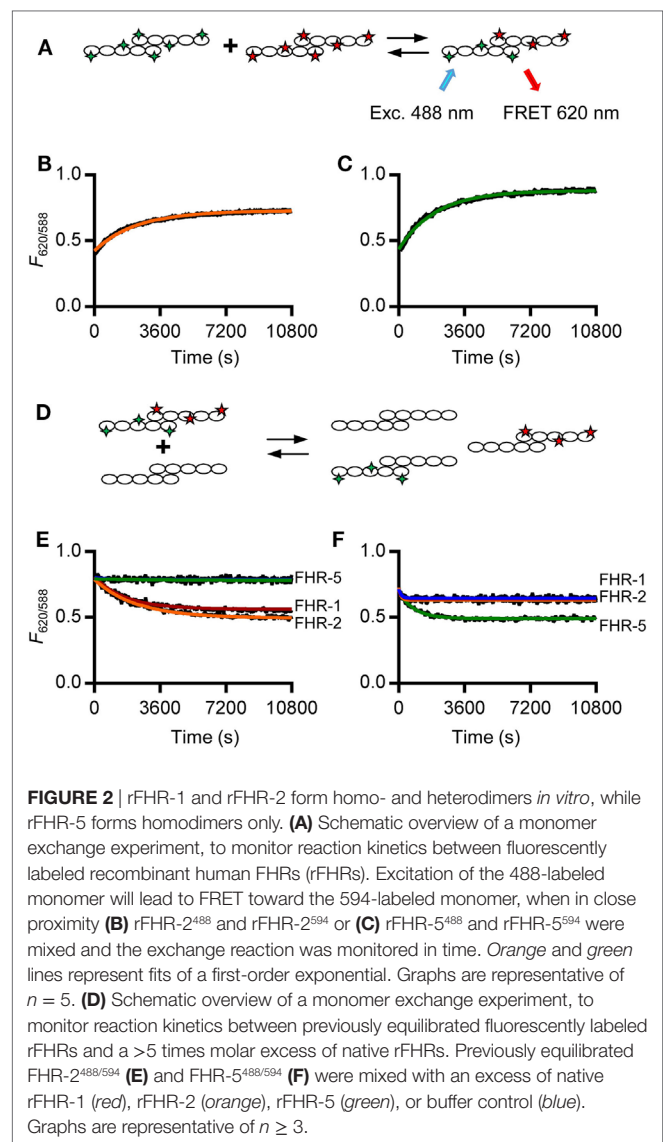 A
+
Exc. 488 nm FRET 620 nm
B
C
1.0
0.5
0.0
F620/588
0 3600 7200 10800
Time (s)
1.0
0.5
0.0
0 3600 7200 10800
Time (s)
D
+
E
F
1.0
0.5
0.0
F620/588
FHR-5
FHR-1
FHR-2
0 3600 7200 10800
Time (s)
1.0
0.5
0.0
FHR-1
FHR-2
FHR-5
0 3600 7200 10800
Time (s)
FIGURE 2 | rFHR-1 and rFHR-2 form homo- and heterodimers in vitro, while
rFHR-5 forms homodimers only. (A) Schematic overview of a monomer
exchange experiment, to monitor reaction kinetics between fluorescently
labeled recombinant human FHRs (rFHRs). Excitation of the 488-labeled
monomer will lead to FRET toward the 594-labeled monomer, when in close
proximity (B) rFHR-2⁴⁸⁸ and rFHR-2⁵⁹⁴ or (C) rFHR-5⁴⁸⁸ and rFHR-5⁵⁹⁴ were
mixed and the exchange reaction was monitored in time. Orange and green
lines represent fits of a first-order exponential. Graphs are representative of
n = 5. (D) Schematic overview of a monomer exchange experiment, to
monitor reaction kinetics between previously equilibrated fluorescently labeled
rFHRs and a >5 times molar excess of native rFHRs. Previously equilibrated
FHR-2⁴⁸⁸/⁵⁹⁴ (E) and FHR-5⁴⁸⁸/⁵⁹⁴ (F) were mixed with an excess of native
rFHR-1 (red), rFHR-2 (orange), rFHR-5 (green), or buffer control (blue).
Graphs are representative of n ≥ 3.